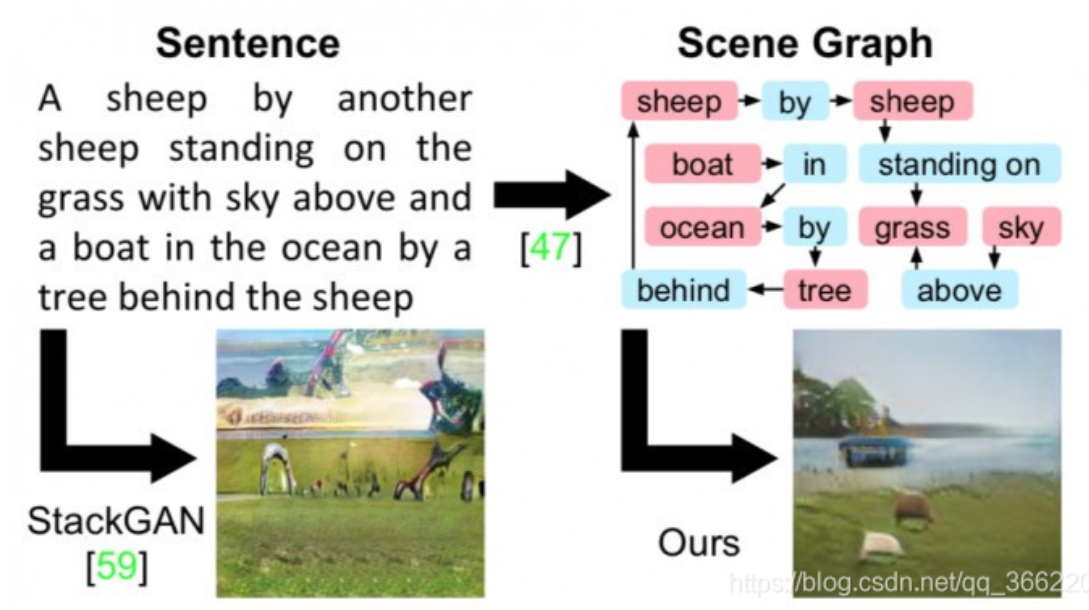 Sentence
A sheep by another
sheep standing on the
grass with sky above and
a boat in the ocean by a
tree behind the sheep
[47]
Scene Graph
sheep by sheep
boat in standing on
ocean by grass sky
behind tree above
StackGAN
[59]
Ours
https://blog.csdn.net/qq_366220